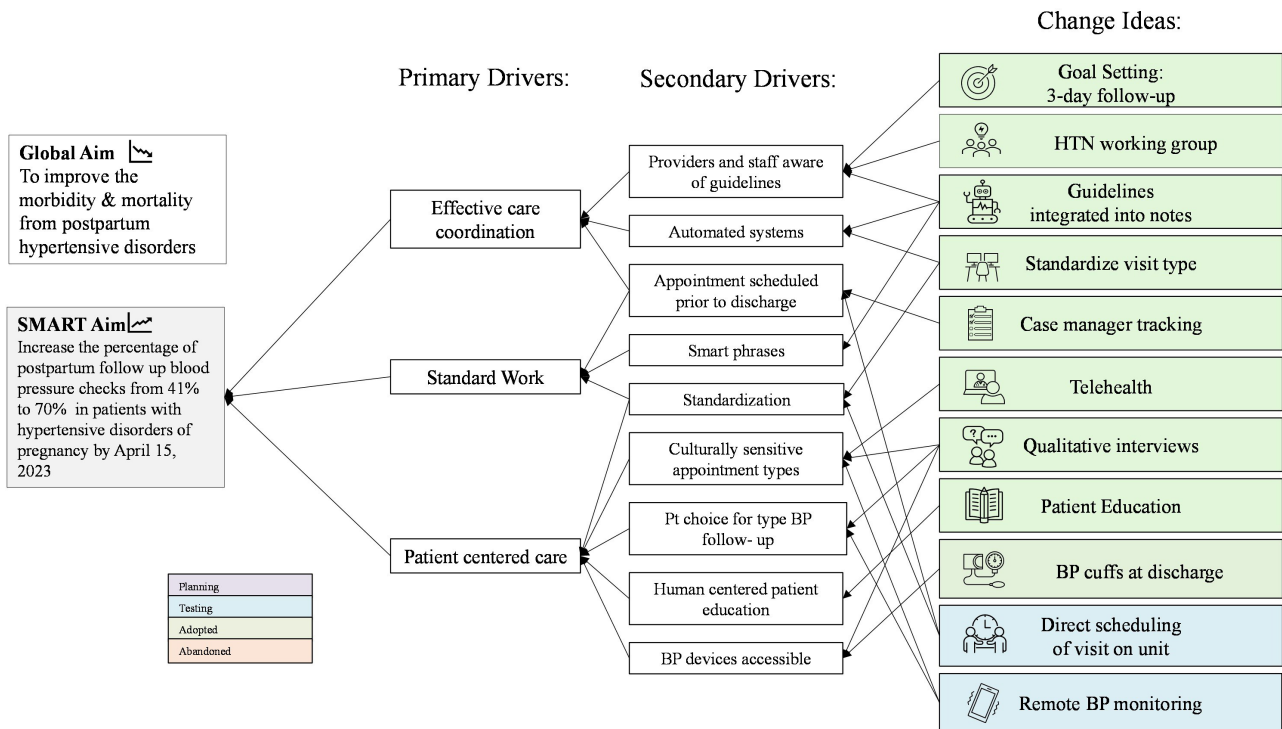 Change Ideas:
Primary Drivers:
Secondary Drivers:
Global Aim
To improve the
morbidity & mortality
from postpartum
hypertensive disorders
SMART Aim
Increase the percentage of
postpartum follow up blood
pressure checks from 41%
to 70% in patients with
hypertensive disorders of
pregnancy by April 15,
2023
Effective care
coordination
Standard Work
Patient centered care
Providers and staff aware
of guidelines
Automated systems
Appointment scheduled
prior to discharge
Smart phrases
Standardization
Culturally sensitive
appointment types
Pt choice for type BP
follow- up
Human centered patient
education
BP devices accessible
Goal Setting:
3-day follow-up
HTN working group
Guidelines
integrated into notes
Standardize visit type
Case manager tracking
Telehealth
Qualitative interviews
Patient Education
BP cuffs at discharge
Direct scheduling
of visit on unit
Remote BP monitoring
Planning
Testing
Adopted
Abandoned